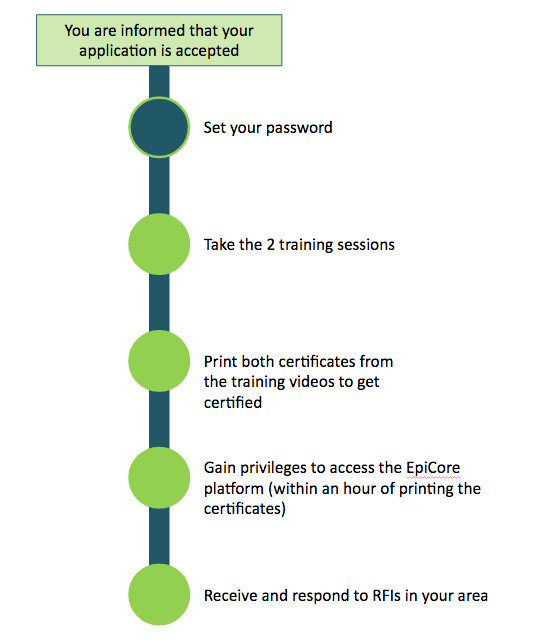 You are informed that your
application is accepted
Set your password
Take the 2 training sessions
Print both certificates from
the training videos to get
certified
Gain privileges to access the EpiCore
platform (within an hour of printing the
certificates)
Receive and respond to RFIs in your area